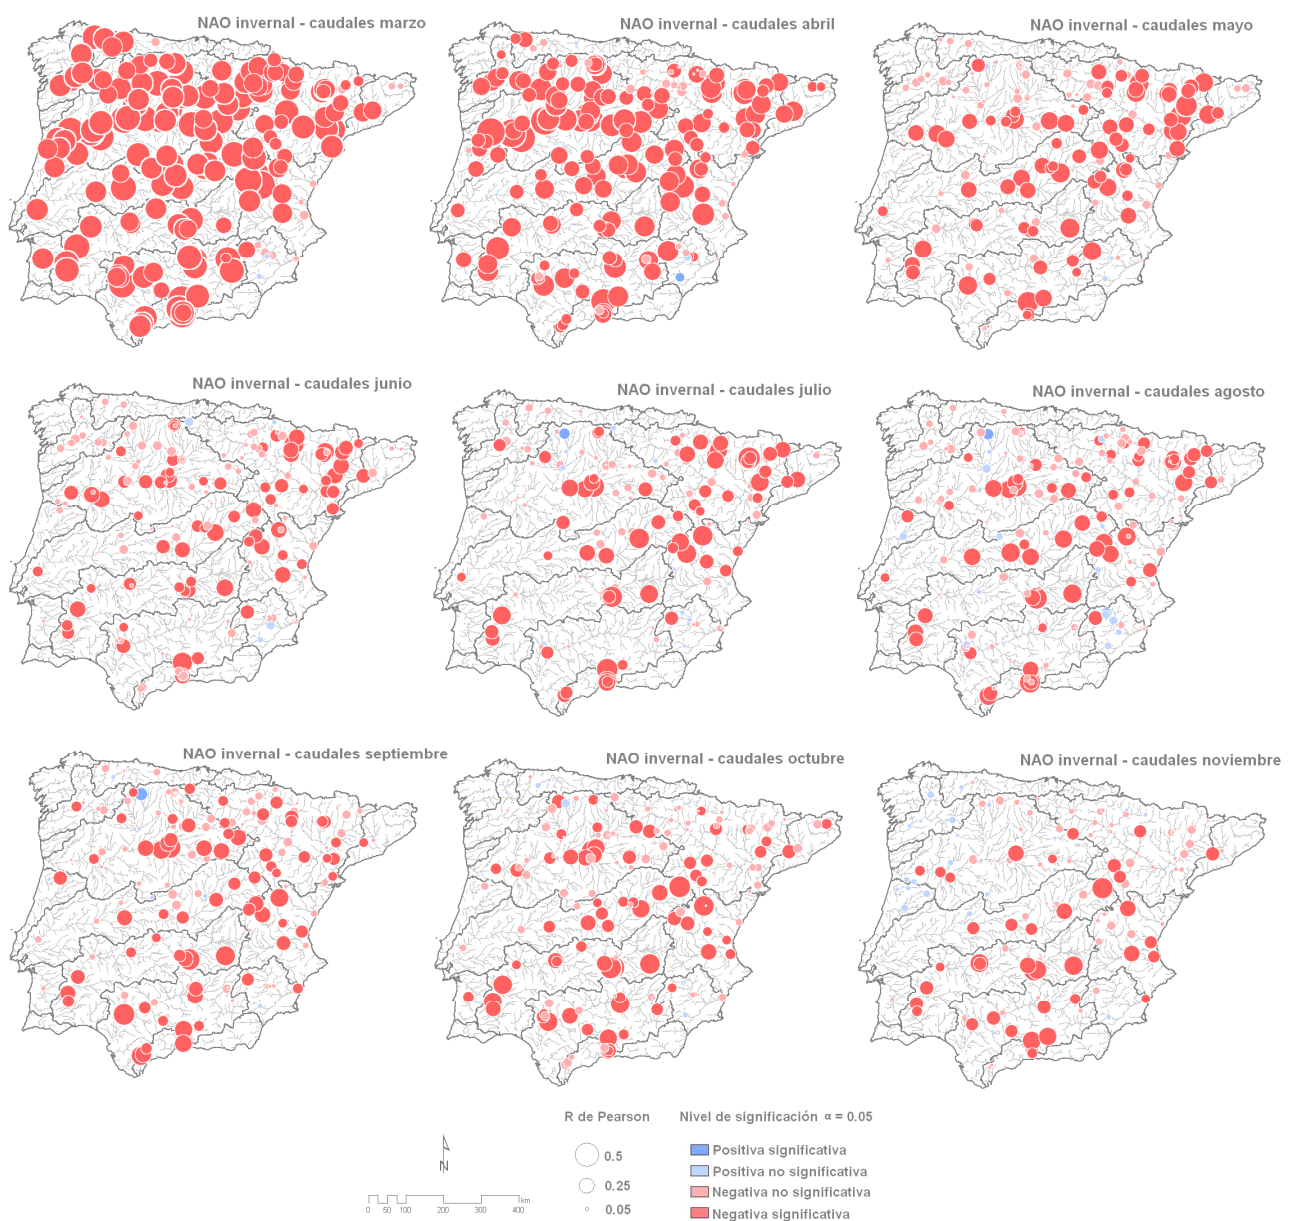 NAO invernal - caudales marzo
NAO invernal - caudales abril
NAO invernal - caudales mayo
NAO invernal - caudales junio
NAO invernal - caudales julio
NAO invernal - caudales agosto
NAO invernal - caudales septiembre
NAO invernal - caudales octubre
NAO invernal - caudales noviembre
R de Pearson
0.5
0.25
0.05
Nivel de significación α = 0.05
Positiva significativa
Positiva no significativa
Negativa no significativa
Negativa significativa
N
km
0 50 100 200 300 400